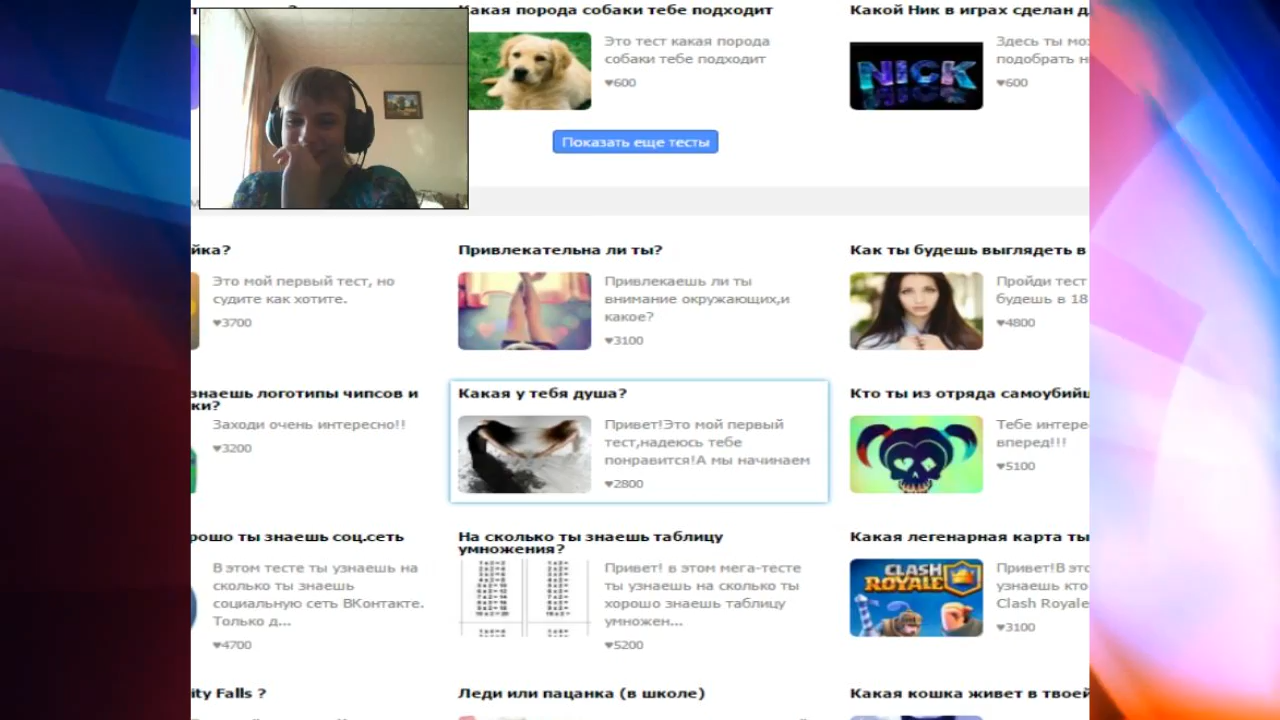 Какая порода собаки тебе подходит
Это тест какая порода
собаки тебе подходит
♥600
Какой Ник в играх сделан д
NICK
Здесь ты мо
подобрать н
♥600
Показать еще тесты
йка?
Это мой первый тест, но
судите как хотите.
♥3700
Привлекательна ли ты?
Привлекаешь ли ты
внимание окружающих,и
какое?
♥3100
Как ты будешь выглядеть в
Пройди тест
будешь в 18
♥4800
знаешь логотипы чипсов и
ки?
Заходи очень интересно!!
♥3200
Какая у тебя душа?
Привет!Это мой первый
тест,надеюсь тебе
понравится!А мы начинаем
♥2800
Кто ты из отряда самоубийц
Тебе интере
вперед!!!
♥5100
рошо ты знаешь соц.сеть
В этом тесте ты узнаешь на
сколько ты знаешь
социальную сеть ВКонтакте.
Только д...
♥4700
На сколько ты знаешь таблицу
умножения?
Привет! в этом мега-тесте
ты узнаешь на сколько ты
хорошо знаешь таблицу
умножен...
♥5200
Какая легенарная карта ты
CLASH
ROYALE
Привет!В это
узнаешь кто
Clash Royale
♥3100
ity Falls ?
Леди или пацанка (в школе)
Какая кошка живет в твоей